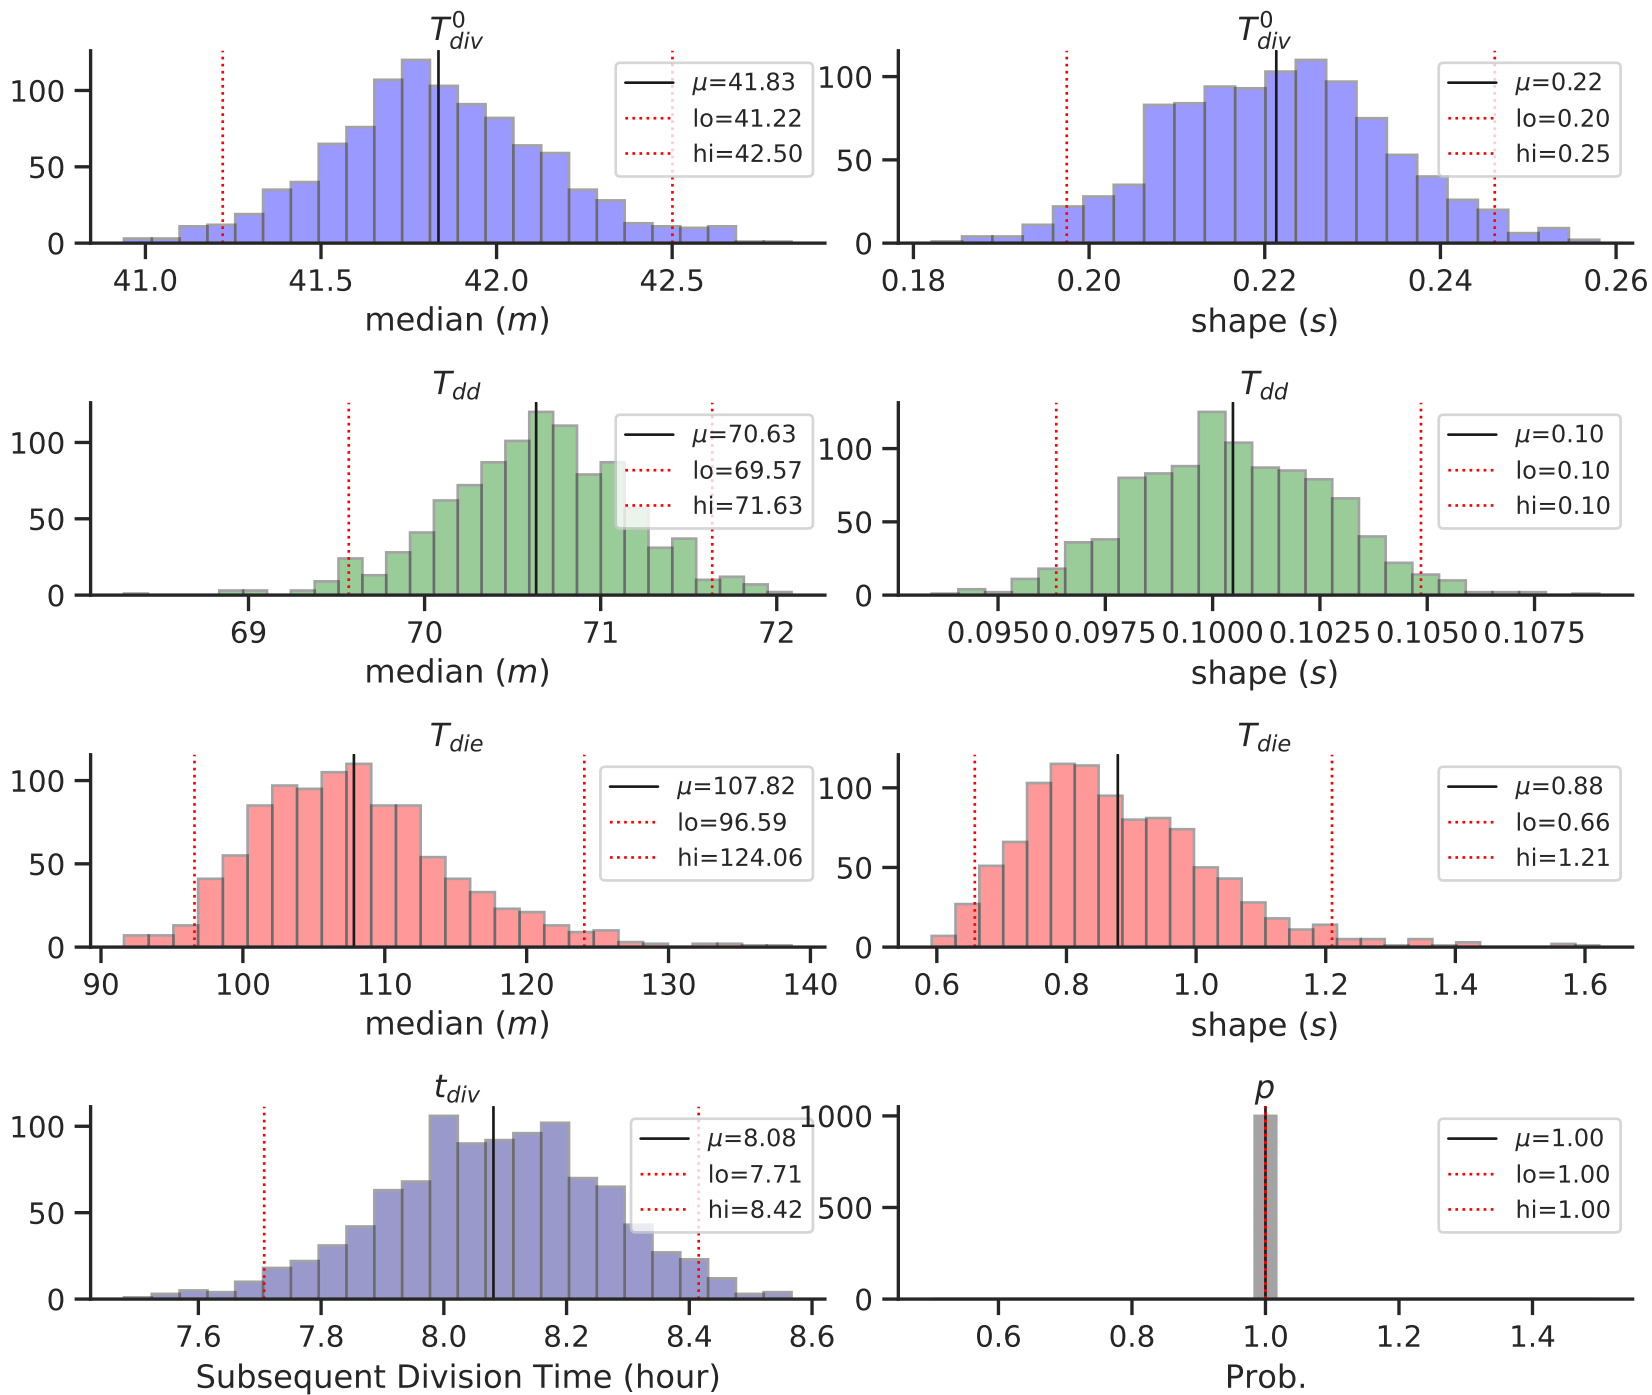 T⁰div
100
50
0
μ=41.83
lo=41.22
hi=42.50
41.0 41.5 42.0 42.5
median (m)
T⁰div
100
50
0
μ=0.22
lo=0.20
hi=0.25
0.18 0.20 0.22 0.24 0.26
shape (s)
Tdd
100
50
0
μ=70.63
lo=69.57
hi=71.63
69 70 71 72
median (m)
Tdd
100
50
0
μ=0.10
lo=0.10
hi=0.10
0.0950 0.0975 0.1000 0.1025 0.1050 0.1075
shape (s)
Tdie
100
50
0
μ=107.82
lo=96.59
hi=124.06
90 100 110 120 130 140
median (m)
Tdie
100
50
0
μ=0.88
lo=0.66
hi=1.21
0.6 0.8 1.0 1.2 1.4 1.6
shape (s)
tdiv
100
50
0
μ=8.08
lo=7.71
hi=8.42
7.6 7.8 8.0 8.2 8.4 8.6
Subsequent Division Time (hour)
p
1000
500
0
μ=1.00
lo=1.00
hi=1.00
0.6 0.8 1.0 1.2 1.4
Prob.